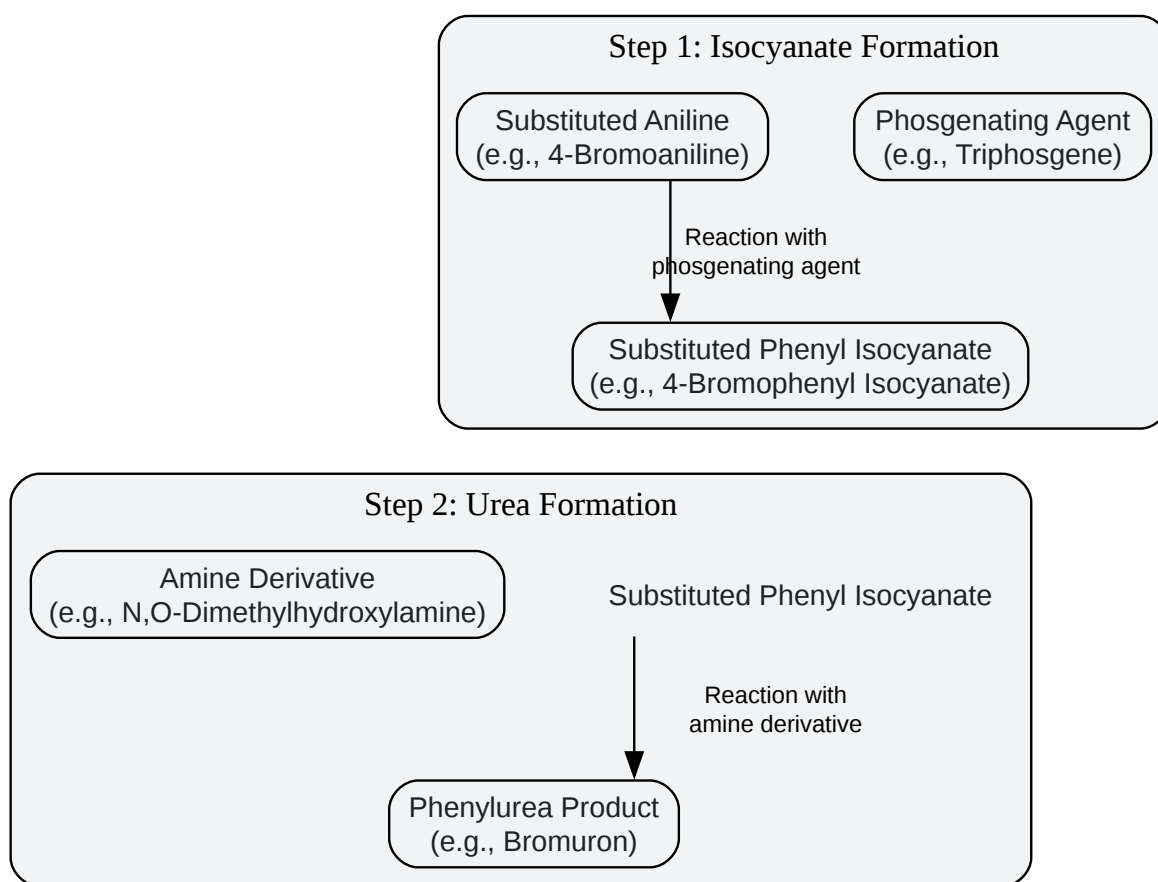 Step 1: Isocyanate Formation
Substituted Aniline
(e.g., 4-Bromoaniline)
Phosgenating Agent
(e.g., Triphosgene)
Reaction with
phosgenating agent
Substituted Phenyl Isocyanate
(e.g., 4-Bromophenyl Isocyanate)
Step 2: Urea Formation
Amine Derivative
(e.g., N,O-Dimethylhydroxylamine)
Substituted Phenyl Isocyanate
Reaction with
amine derivative
Phenylurea Product
(e.g., Bromuron)